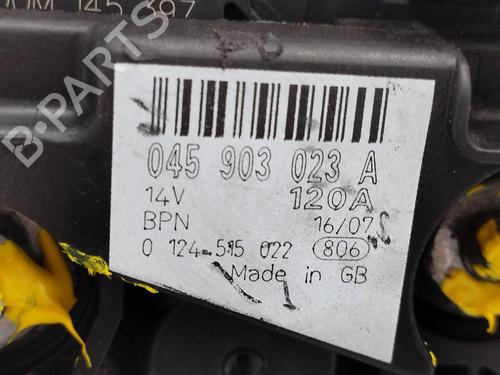 045 903 023 A
14V 120A
BPN 16/07
0 124-515 022 806
Made in GB
B-PARTS